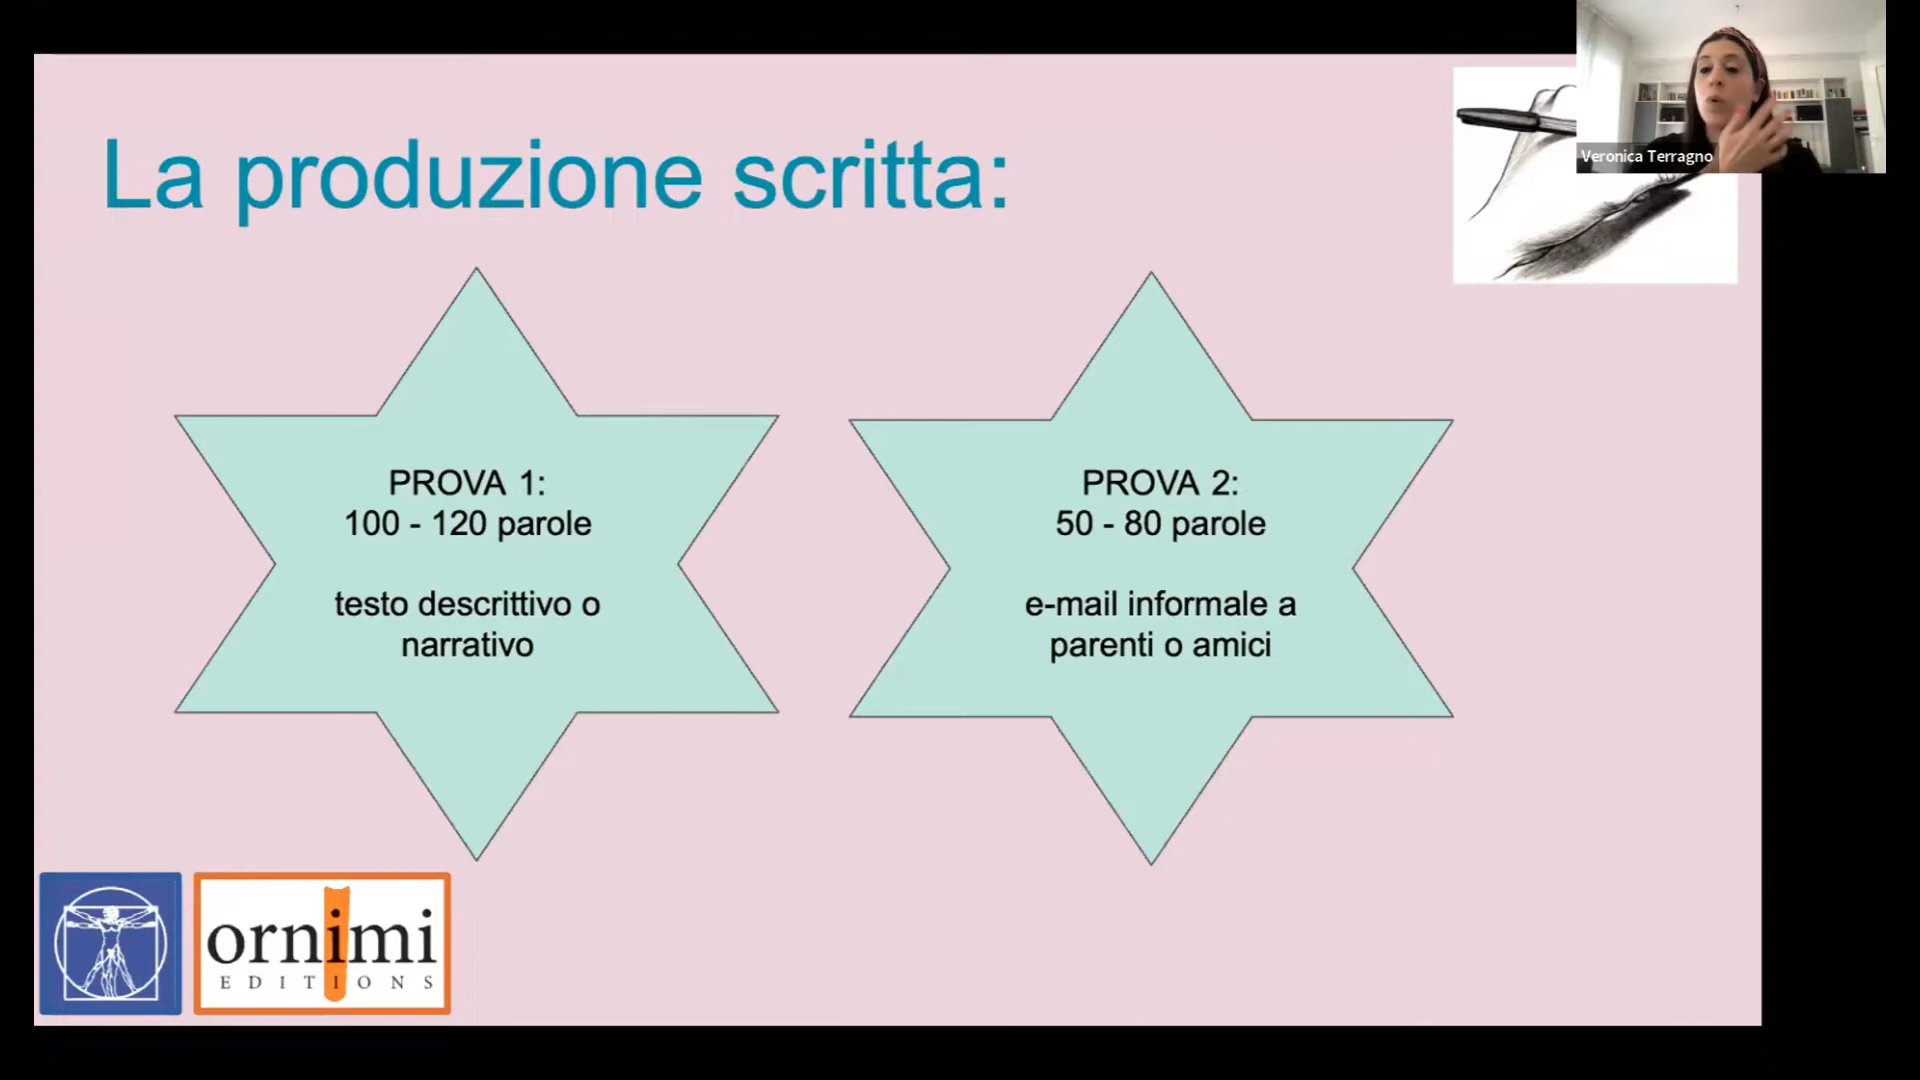 La produzione scritta:
Veronica Terragno
PROVA 1:
100 - 120 parole
testo descrittivo o
narrativo
PROVA 2:
50 - 80 parole
e-mail informale a
parenti o amici
ornimi
EDITIONS